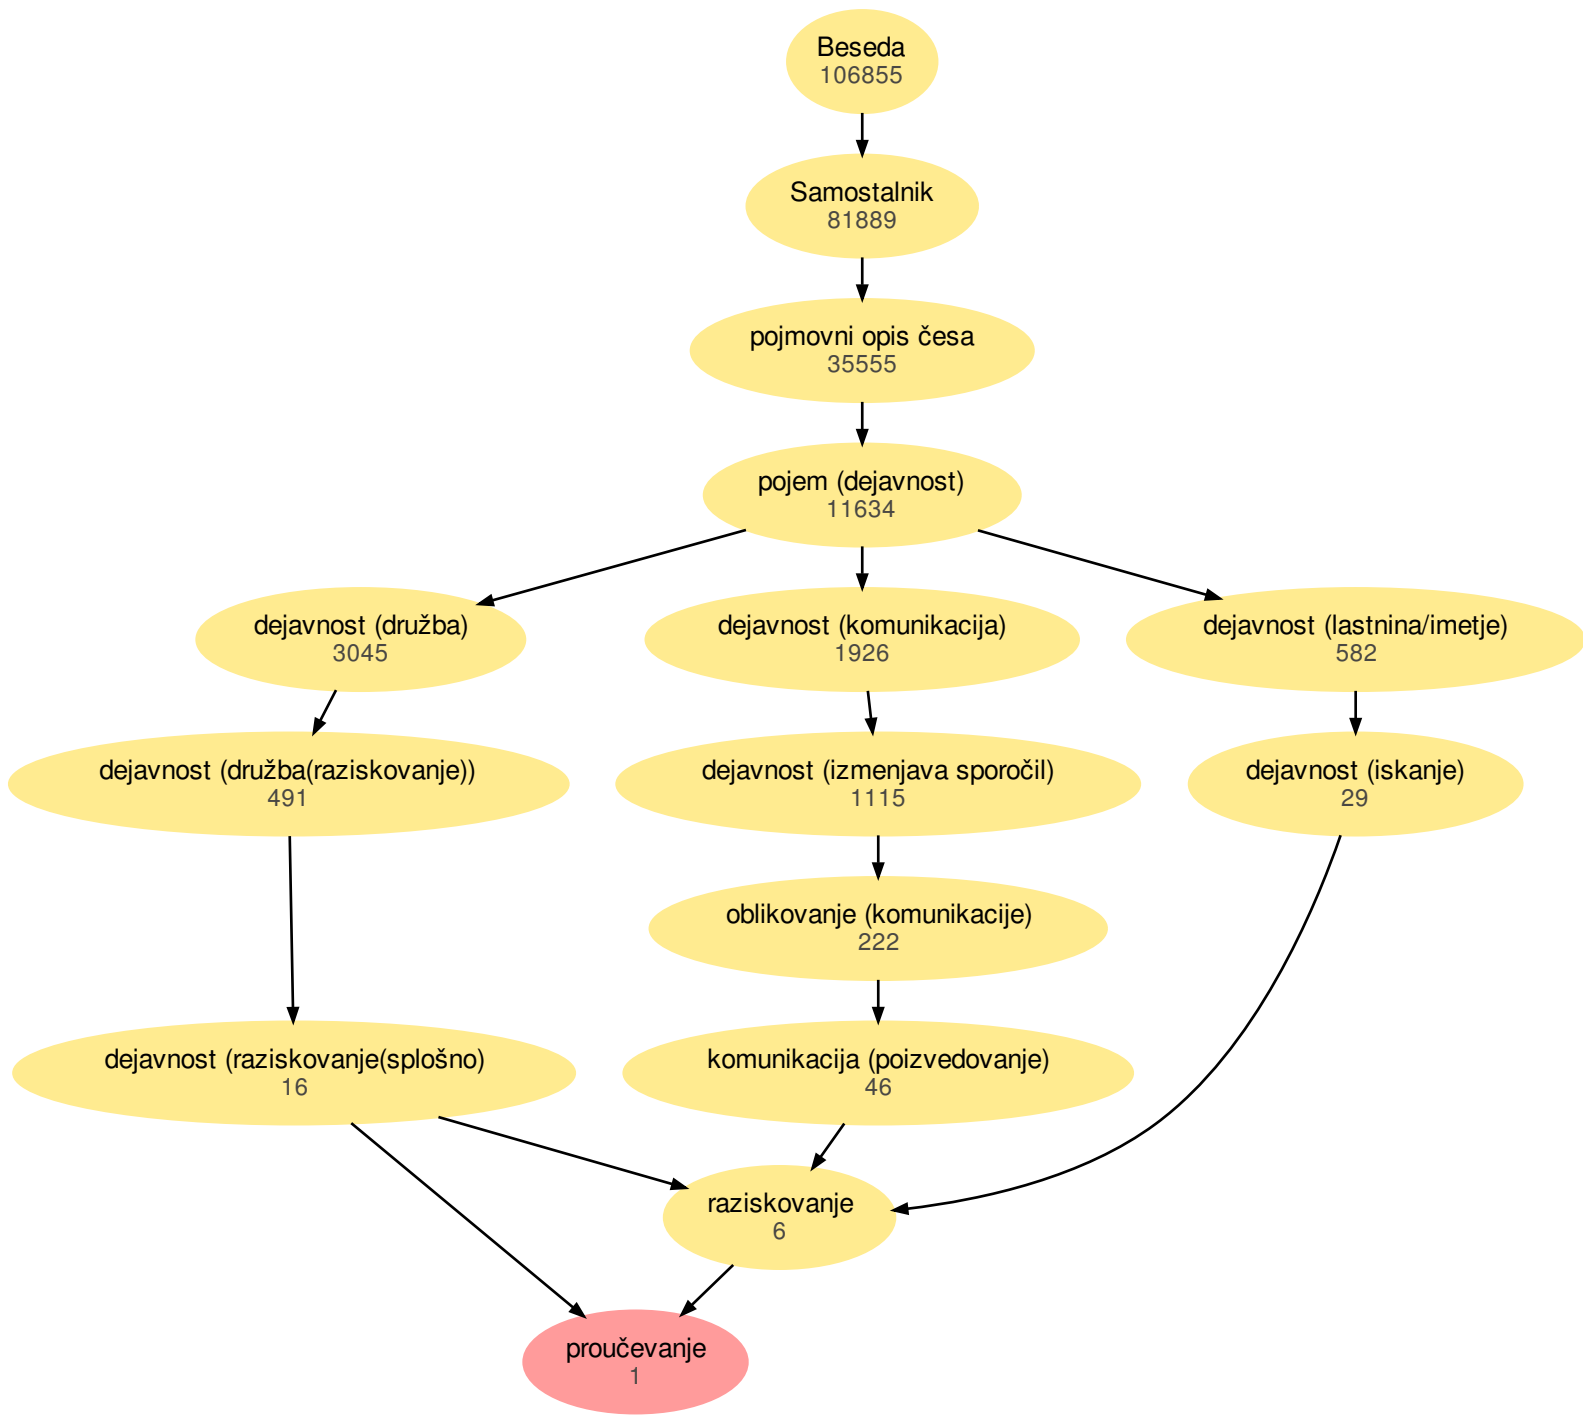 Beseda
106855
Samostalnik
81889
pojmovni opis česa
35555
pojem (dejavnost)
11634
dejavnost (družba)
3045
dejavnost (komunikacija)
1926
dejavnost (lastnina/imetje)
582
dejavnost (družba(raziskovanje))
491
dejavnost (izmenjava sporočil)
1115
dejavnost (iskanje)
29
oblikovanje (komunikacije)
222
dejavnost (raziskovanje(splošno)
16
komunikacija (poizvedovanje)
46
raziskovanje
6
proučevanje
1